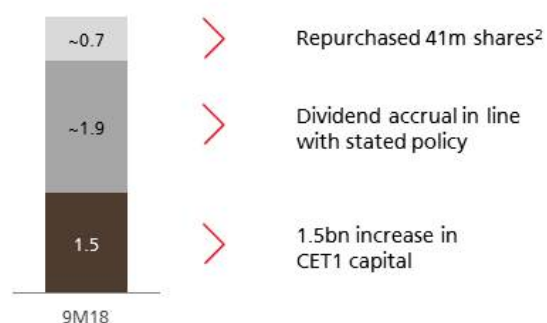 ~0.7
Repurchased 41m shares²
~1.9
Dividend accrual in line
with stated policy
1.5
1.5bn increase in
CET1 capital
9M18